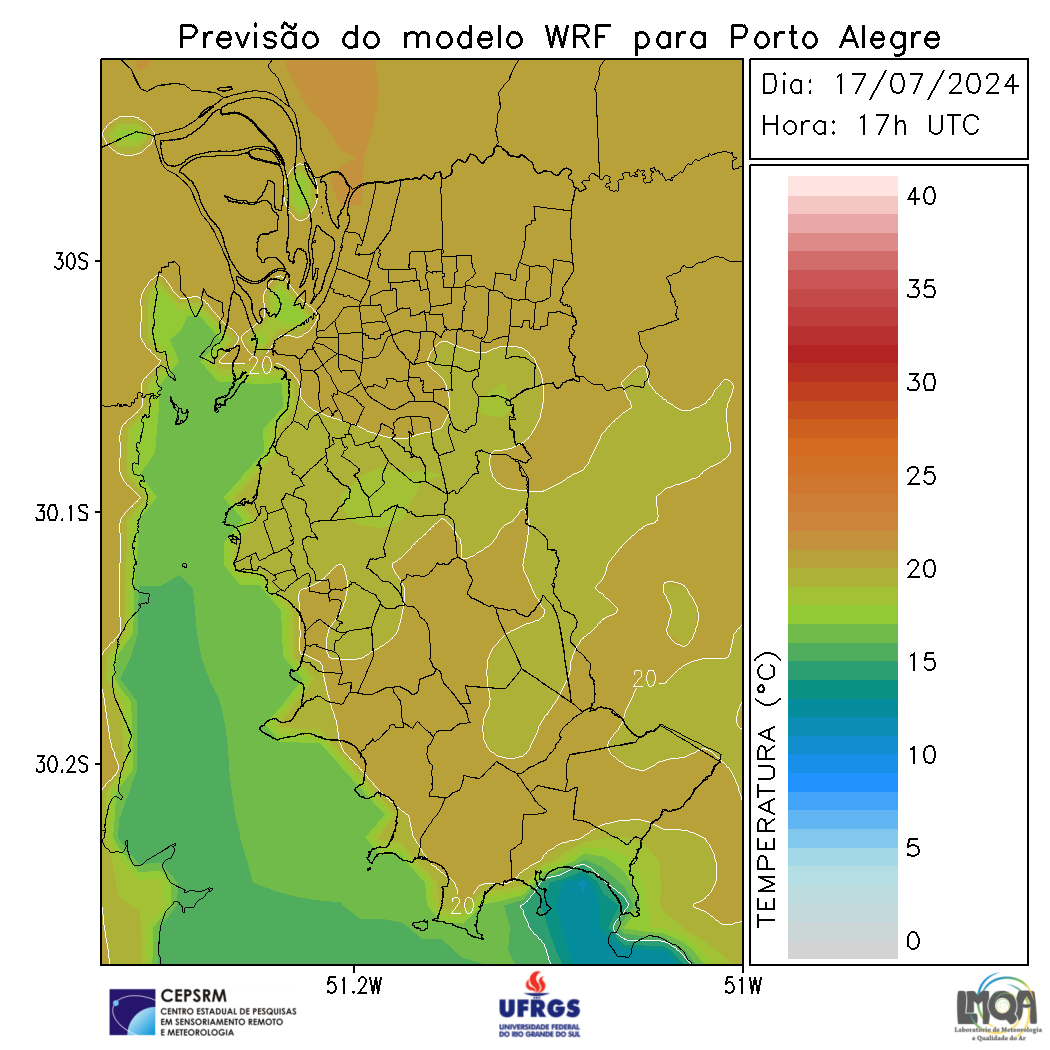 Previsão do modelo WRF para Porto Alegre
Dia: 17/07/2024
Hora: 17h UTC
30S
30.1S
30.2S
51.2W
51W
20
20
20
40
35
30
25
20
15
10
5
0
TEMPERATURA (°C)
CEPSRM
CENTRO ESTADUAL DE PESQUISAS
EM SENSORIAMENTO REMOTO
E METEOROLOGIA
UFRGS
UNIVERSIDADE FEDERAL
DO RIO GRANDE DO SUL
LMQA
Laboratório de Meteorologia
e Qualidade do Ar